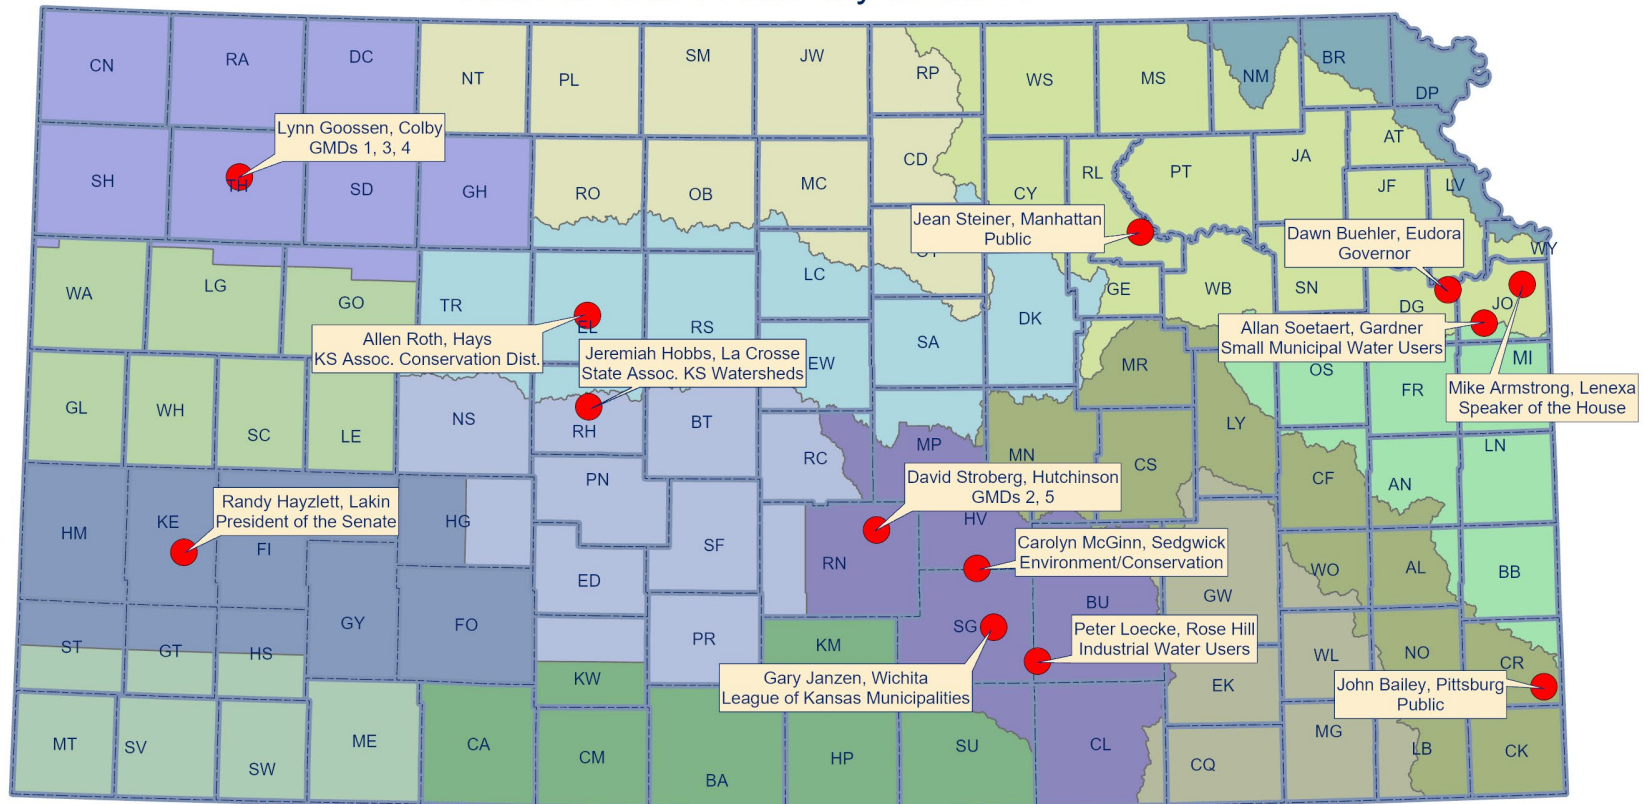 CN
RA
DC
NT
PL
SM
JW
RP
WS
MS
NM
BR
DP
Lynn Goossen, Colby
GMDs 1, 3, 4
SH
TH
SD
GH
RO
OB
MC
CD
CY
RL
PT
JA
AT
JF
LV
Jean Steiner, Manhattan
Public
Dawn Buehler, Eudora
Governor
WY
WA
LG
GO
TR
EL
RS
LC
SA
DK
GE
WB
SN
DG
JO
Allen Roth, Hays
KS Assoc. Conservation Dist.
Jeremiah Hobbs, La Crosse
State Assoc. KS Watersheds
EW
Allan Soetaert, Gardner
Small Municipal Water Users
MI
Mike Armstrong, Lenexa
Speaker of the House
GL
WH
SC
LE
NS
RH
BT
RC
MP
MN
MR
CS
LY
OS
FR
LN
David Stroberg, Hutchinson
GMDs 2, 5
CF
AN
Randy Hayzlett, Lakin
President of the Senate
HM
KE
FI
HG
PN
SF
ED
RN
HV
Carolyn McGinn, Sedgwick
Environment/Conservation
WO
AL
BB
GY
FO
PR
SG
BU
GW
Peter Loecke, Rose Hill
Industrial Water Users
ST
GT
HS
KW
KM
Gary Janzen, Wichita
League of Kansas Municipalities
EK
WL
NO
CR
John Bailey, Pittsburg
Public
MT
SV
SW
ME
CA
CM
BA
HP
SU
CL
CQ
MG
LB
CK